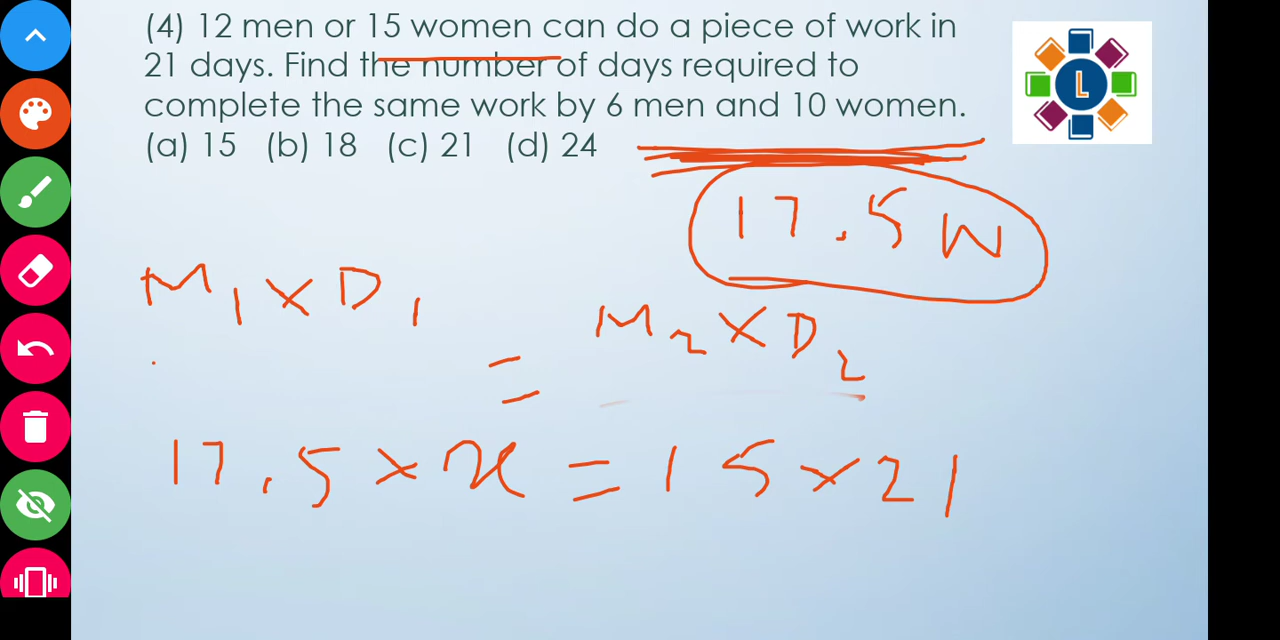 (4) 12 men or 15 women can do a piece of work in
21 days. Find the number of days required to
complete the same work by 6 men and 10 women.
(a) 15 (b) 18 (c) 21 (d) 24
L
17.5 W
M1 × D1 = M2 × D2
17.5 × x = 15 × 21